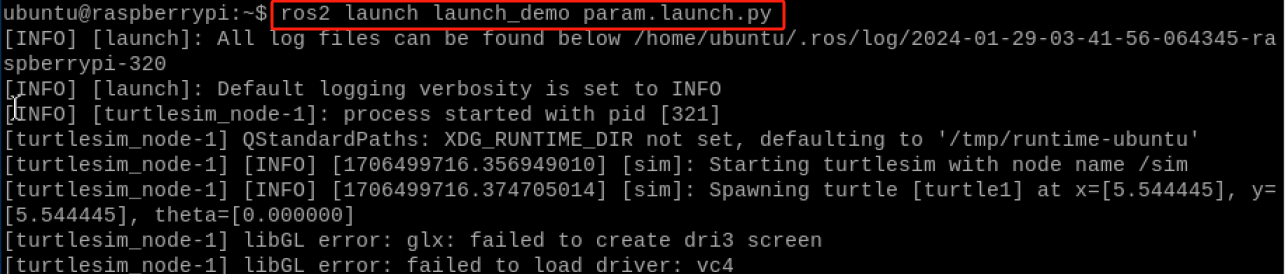 ubuntu@raspberrypi:~$ ros2 launch launch_demo param.launch.py
[INFO] [launch]: All log files can be found below /home/ubuntu/.ros/log/2024-01-29-03-41-56-064345-ra
spberrypi-320
[INFO] [launch]: Default logging verbosity is set to INFO
[INFO] [turtlesim_node-1]: process started with pid [321]
[turtlesim_node-1] QStandardPaths: XDG_RUNTIME_DIR not set, defaulting to '/tmp/runtime-ubuntu'
[turtlesim_node-1] [INFO] [1706499716.356949010] [sim]: Starting turtlesim with node name /sim
[turtlesim_node-1] [INFO] [1706499716.374705014] [sim]: Spawning turtle [turtle1] at x=[5.544445], y=
[5.544445], theta=[0.000000]
[turtlesim_node-1] libGL error: glx: failed to create dri3 screen
[turtlesim_node-1] libGL error: failed to load driver: vc4